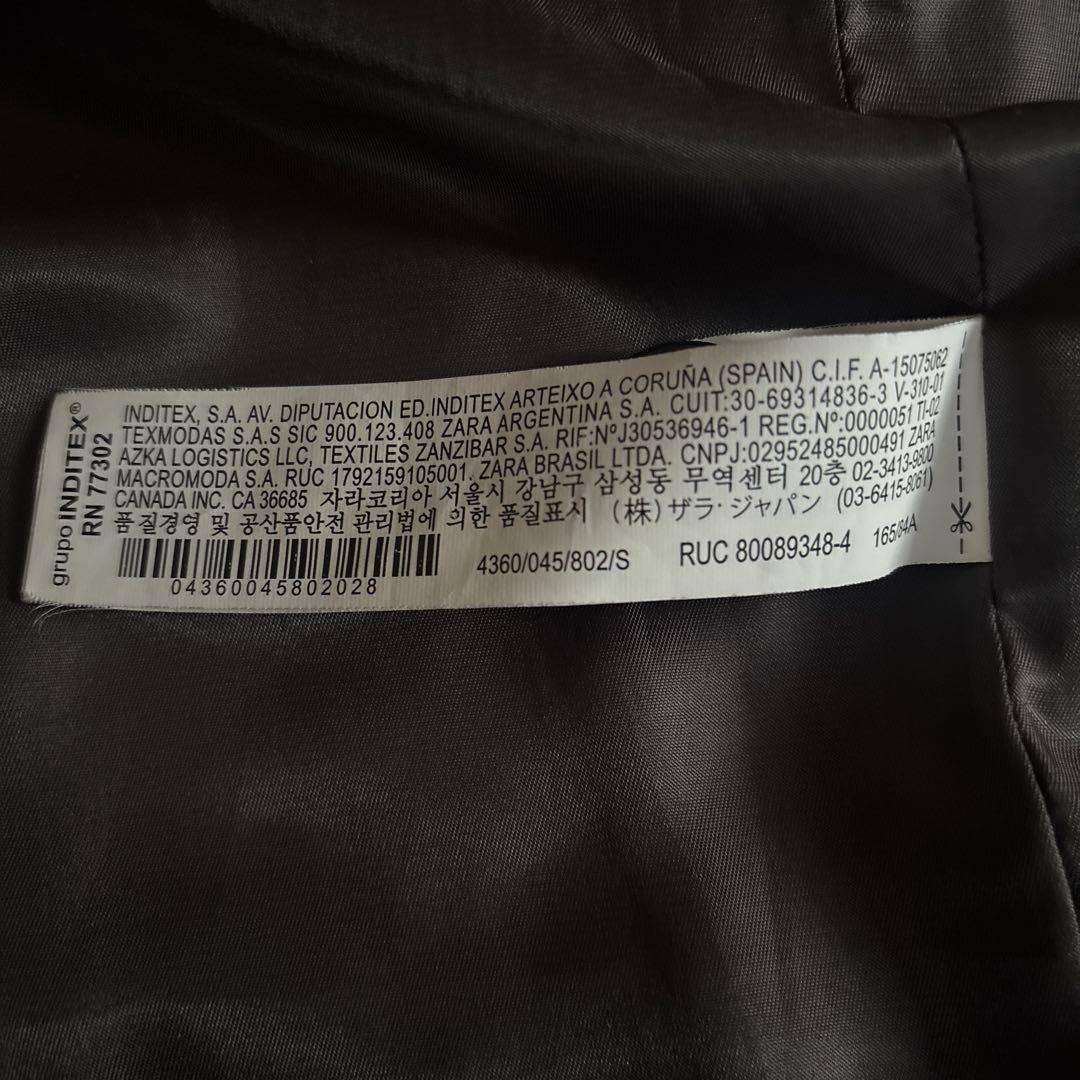 grupo INDITEX®
RN 77302
INDITEX, S.A. AV. DIPUTACION ED.INDITEX ARTEIXO A CORUÑA (SPAIN) C.I.F. A-15075062
TEXMODAS S.A.S SIC 900.123.408 ZARA ARGENTINA S.A. CUIT:30-69314836-3 V-310-01
AZKA LOGISTICS LLC, TEXTILES ZANZIBAR S.A. RIF:NºJ30536946-1 REG.Nº:0000051 TI-02
MACROMODA S.A. RUC 1792159105001. ZARA BRASIL LTDA. CNPJ:02952485000491 ZARA
CANADA INC. CA 36685 자라코리아 서울시 강남구 삼성동 무역센터 20층 02-3413-9800
품질경영 및 공산품안전 관리법에 의한 품질표시 (株)ザラ・ジャパン (03-6415-8061)
04360045802028
4360/045/802/S RUC 80089348-4 165/84A